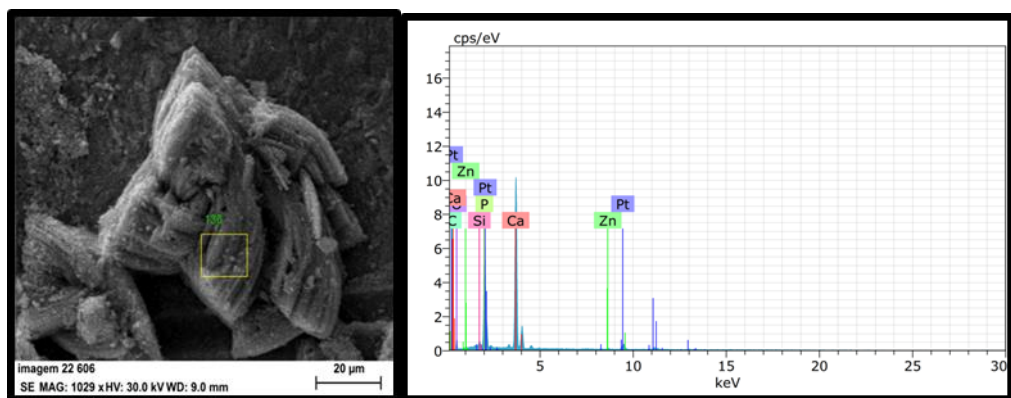 136
imagem 22 606
SE MAG: 1029 x HV: 30.0 kV WD: 9.0 mm
20 µm
cps/eV
16
14
12
10
8
6
4
2
0
Pt
Zn
Ca
C
Pt
P
Si
Ca
Zn
Pt
5
10
15
20
25
30
keV